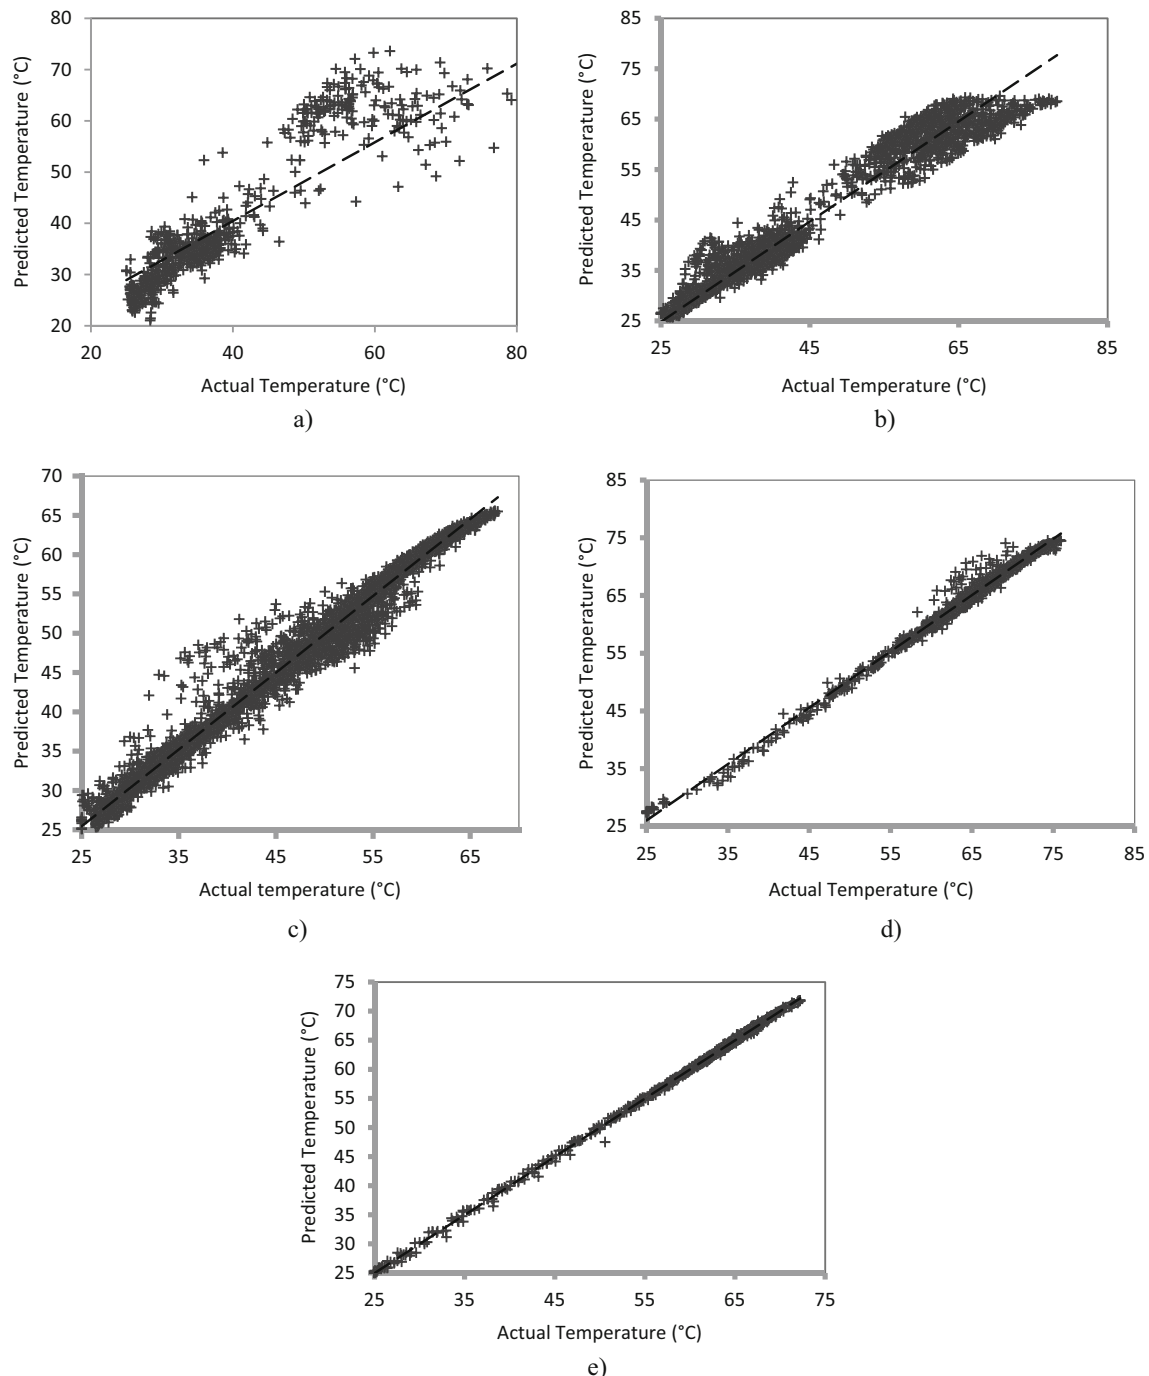 80
70
60
50
40
30
20
20 40 60 80
Predicted Temperature (°C)
Actual Temperature (°C)
a)
85
75
65
55
45
35
25
25 45 65 85
Predicted Temperature (°C)
Actual Temperature (°C)
b)
70
65
60
55
50
45
40
35
30
25
25 35 45 55 65
Predicted Temperature (°C)
Actual temperature (°C)
c)
85
75
65
55
45
35
25
25 35 45 55 65 75 85
Predicted Temperature (°C)
Actual Temperature (°C)
d)
75
70
65
60
55
50
45
40
35
30
25
25 35 45 55 65 75
Predicted Temperature (°C)
Actual Temperature (°C)
e)